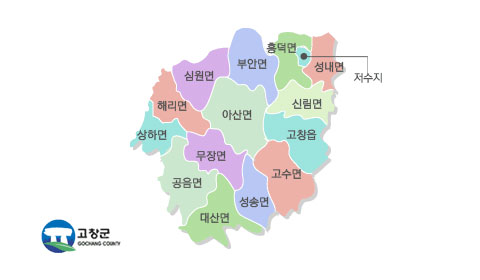 흥덕면
성내면
부안면
심원면
저수지
해리면
신림면
아산면
상하면
고창읍
무장면
고수면
공음면
성송면
대산면
고창군
GOCHANG COUNTY